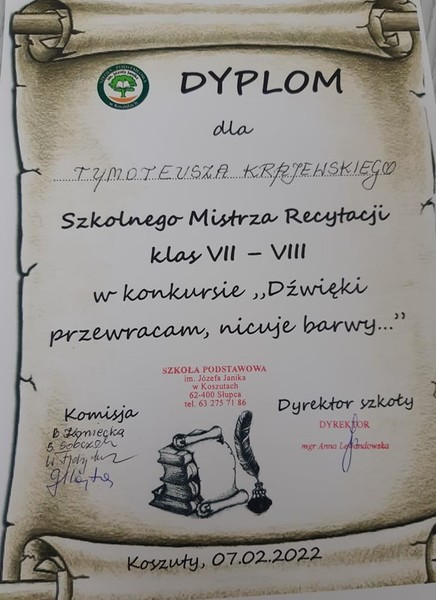 DYPLOM
dla
TYMOTEUSZA KRAJEWSKIEGO
Szkolnego Mistrza Recytacji
klas VII – VIII
w konkursie ,,Dźwięki
przewracam, nicuje barwy...”
SZKOŁA PODSTAWOWA
im. Józefa Janika
w Koszutach
62-400 Słupca
tel. 63 275 71 86
Komisja
Dyrektor szkoły
DYREKTOR
mgr Anna Lewandowska
Koszuty, 07.02.2022